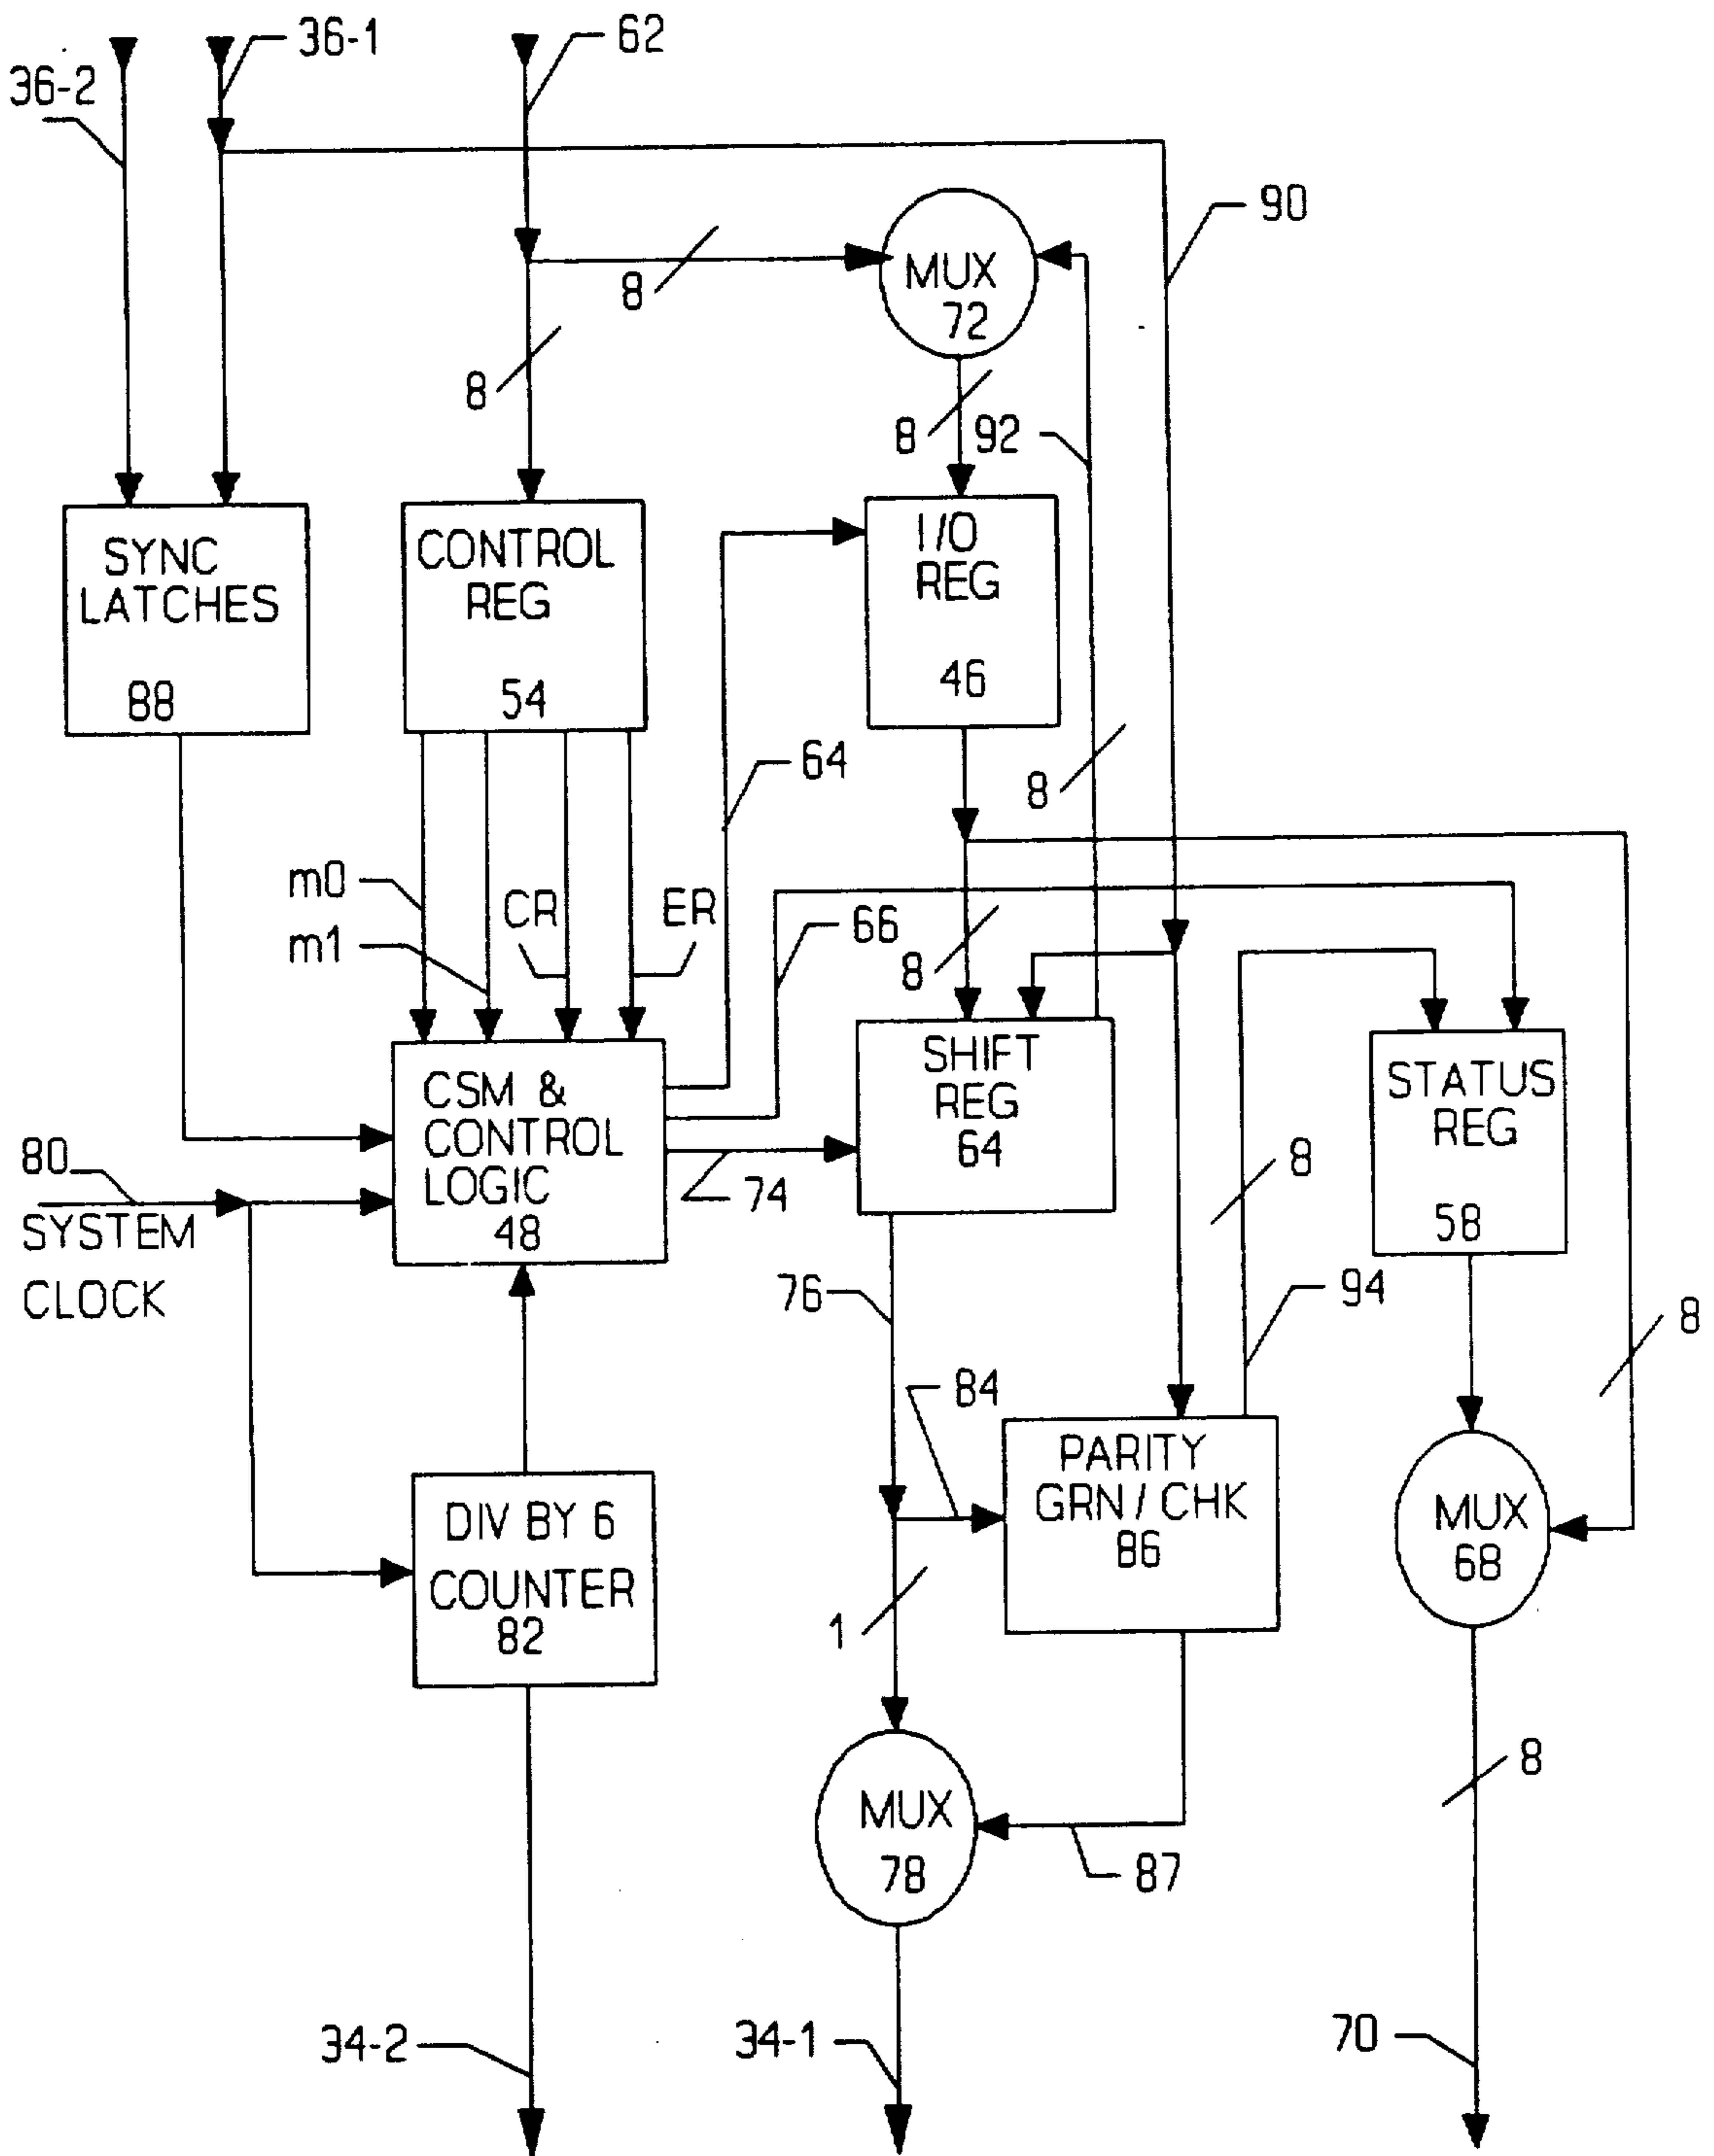 36-1
62
36-2
90
8
MUX
72
8
8
8
92
SYNC
LATCHES
88
CONTROL
REG
54
I/O
REG
46
64
8
m0
m1
CR
ER
66
8
CSM &
CONTROL
LOGIC
48
SHIFT
REG
64
STATUS
REG
58
80
SYSTEM
CLOCK
74
8
76
94
8
84
DIV BY 6
COUNTER
82
PARITY
GRN / CHK
86
MUX
68
1
8
MUX
78
87
34-2
34-1
70